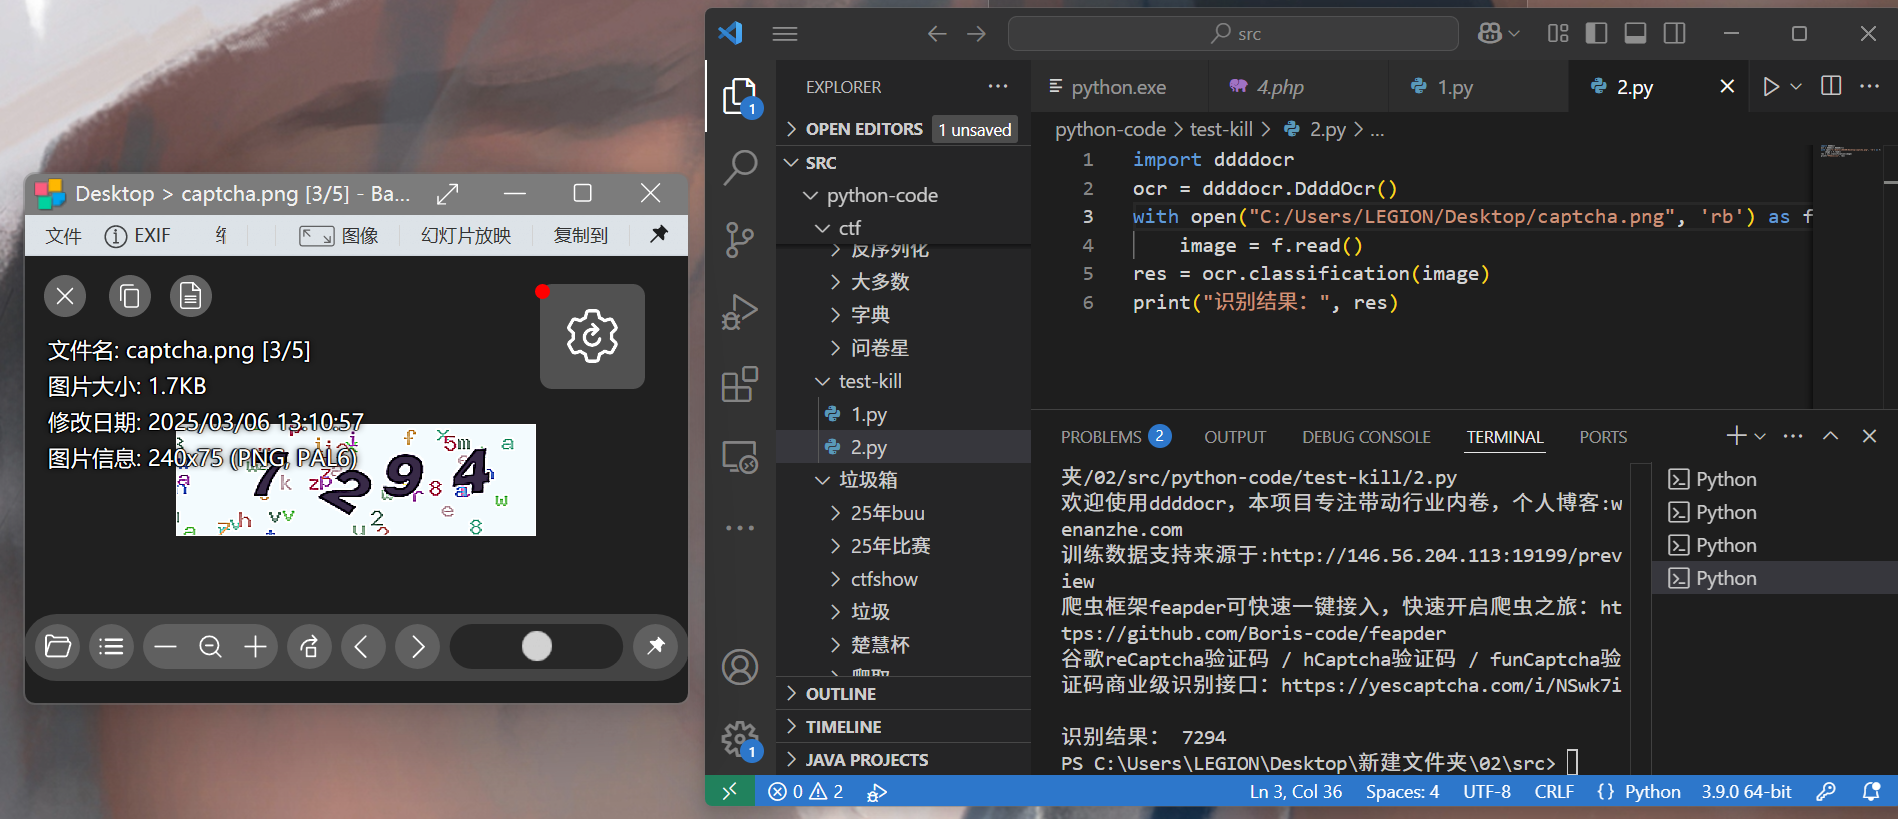 Desktop > captcha.png [3/5] - Ba...
文件 EXIF 图像 幻灯片放映 复制到
文件名: captcha.png [3/5]
图片大小: 1.7KB
修改日期: 2025/03/06 13:10:57
图片信息: 240x75 (PNG, PAL6)
7294
src
EXPLORER
OPEN EDITORS 1 unsaved
SRC
python-code
ctf
反序列化
大多数
字典
问卷星
test-kill
1.py
2.py
垃圾箱
25年buu
25年比赛
ctfshow
垃圾
楚慧杯
爬取
OUTLINE
TIMELINE
JAVA PROJECTS
python.exe 4.php 1.py 2.py
python-code > test-kill > 2.py > ...
1 import ddddocr
2 ocr = ddddocr.DdddOcr()
3 with open("C:/Users/LEGION/Desktop/captcha.png", 'rb') as f
4 image = f.read()
5 res = ocr.classification(image)
6 print("识别结果：", res)
PROBLEMS 2 OUTPUT DEBUG CONSOLE TERMINAL PORTS
夹/02/src/python-code/test-kill/2.py
欢迎使用ddddocr，本项目专注带动行业内卷，个人博客:w
enanzhe.com
训练数据支持来源于:http://146.56.204.113:19199/prev
iew
爬虫框架feapder可快速一键接入，快速开启爬虫之旅：ht
tps://github.com/Boris-code/feapder
谷歌reCaptcha验证码 / hCaptcha验证码 / funCaptcha验
证码商业级识别接口：https://yescaptcha.com/i/NSwk7i
识别结果： 7294
PS C:\Users\LEGION\Desktop\新建文件夹\02\src>
Python
Python
Python
Python
1
1
0 2 Ln 3, Col 36 Spaces: 4 UTF-8 CRLF {} Python 3.9.0 64-bit